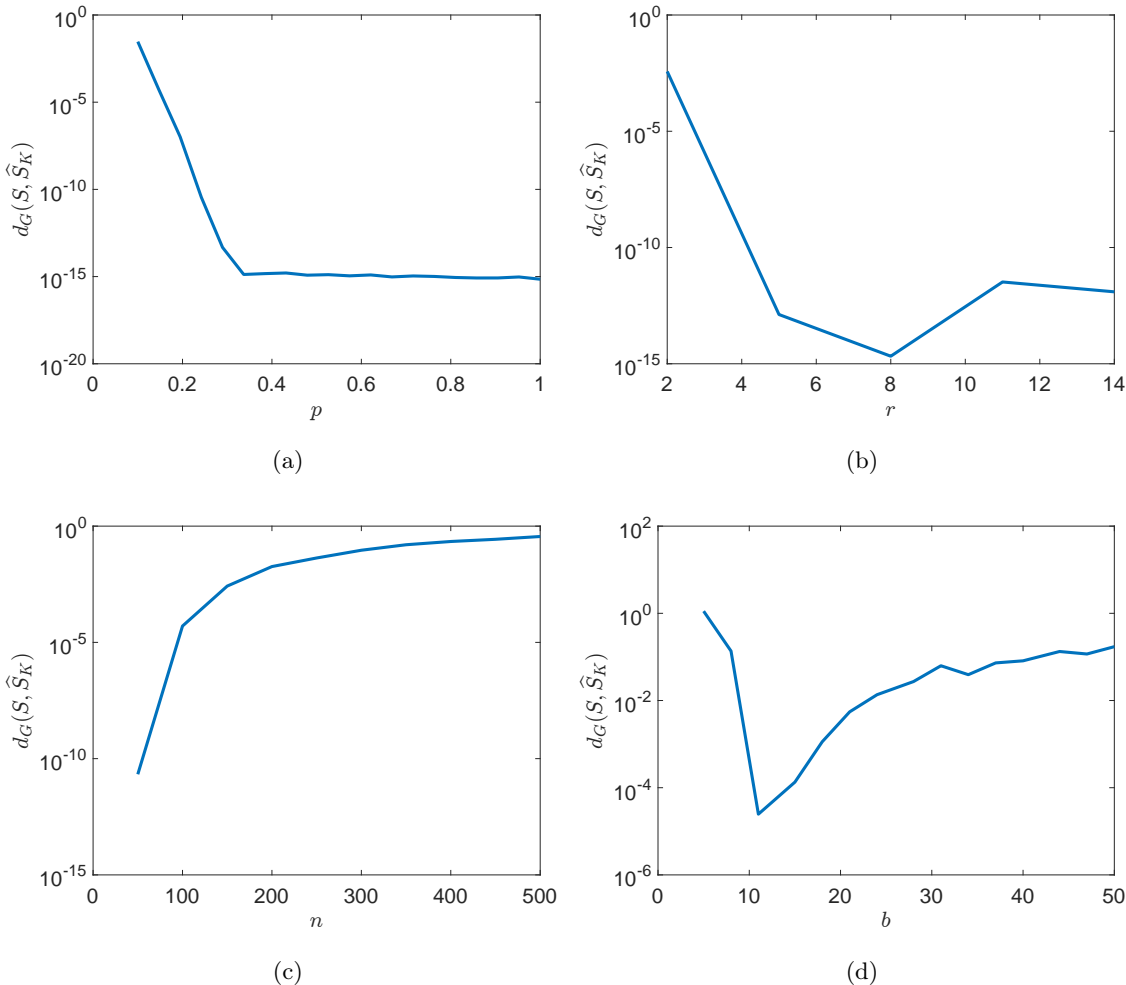 10^0
10^-5
10^-10
10^-15
10^-20
d_G(S, Ŝ_K)
0 0.2 0.4 0.6 0.8 1
p
(a)
10^0
10^-5
10^-10
10^-15
d_G(S, Ŝ_K)
2 4 6 8 10 12 14
r
(b)
10^0
10^-5
10^-10
10^-15
d_G(S, Ŝ_K)
0 100 200 300 400 500
n
(c)
10^2
10^0
10^-2
10^-4
10^-6
d_G(S, Ŝ_K)
0 10 20 30 40 50
b
(d)